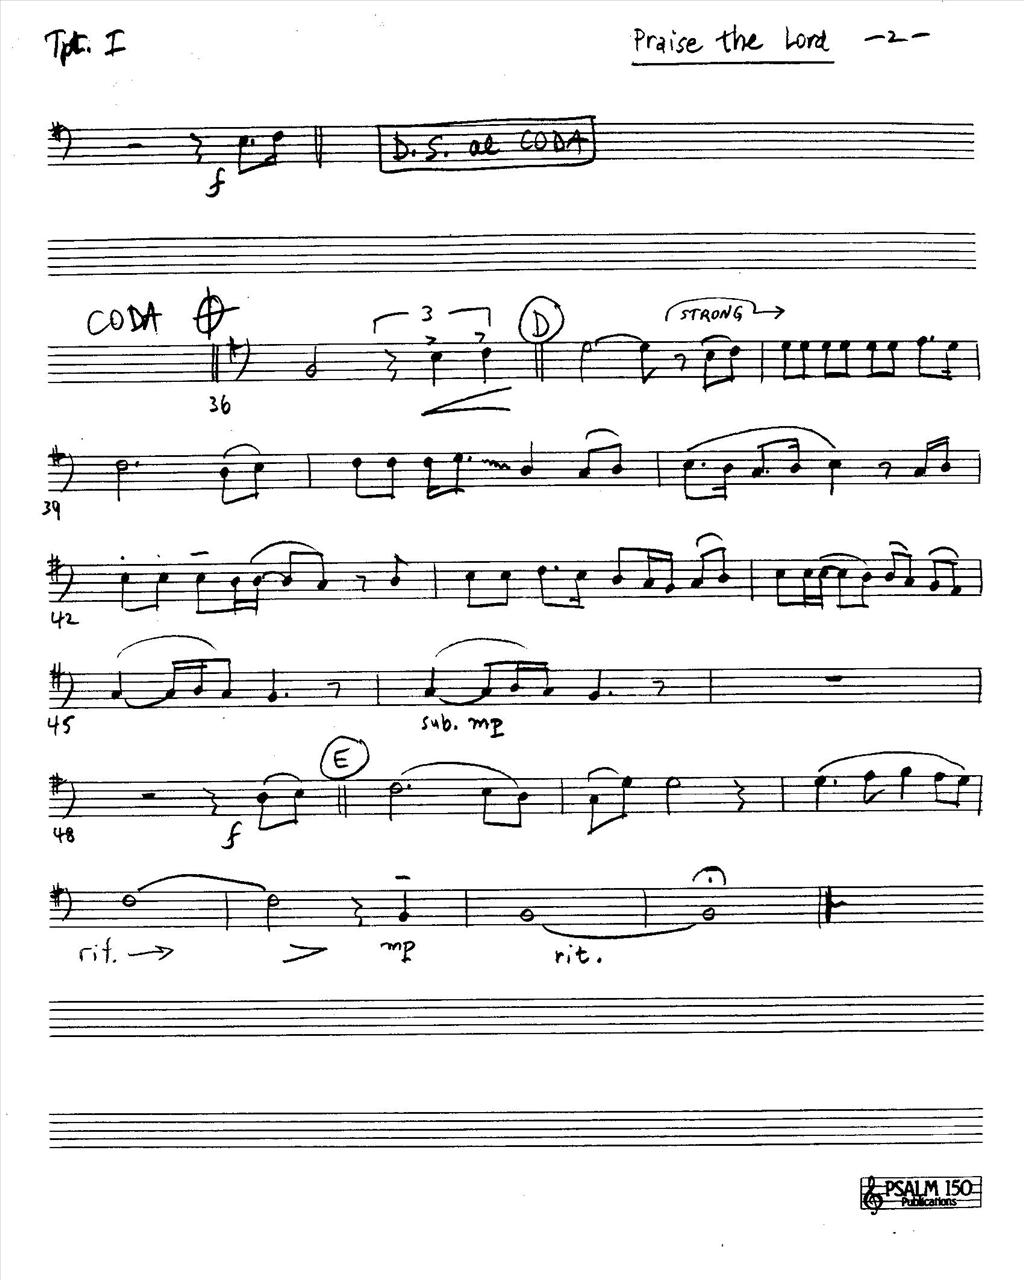 Tpt. I Praise the Lord -2-
f D.S. al CODA
CODA 3 D STRONG
36
39
42
45 sub. mp
E
48 f
rit. mp rit.
PSALM 150
Publications